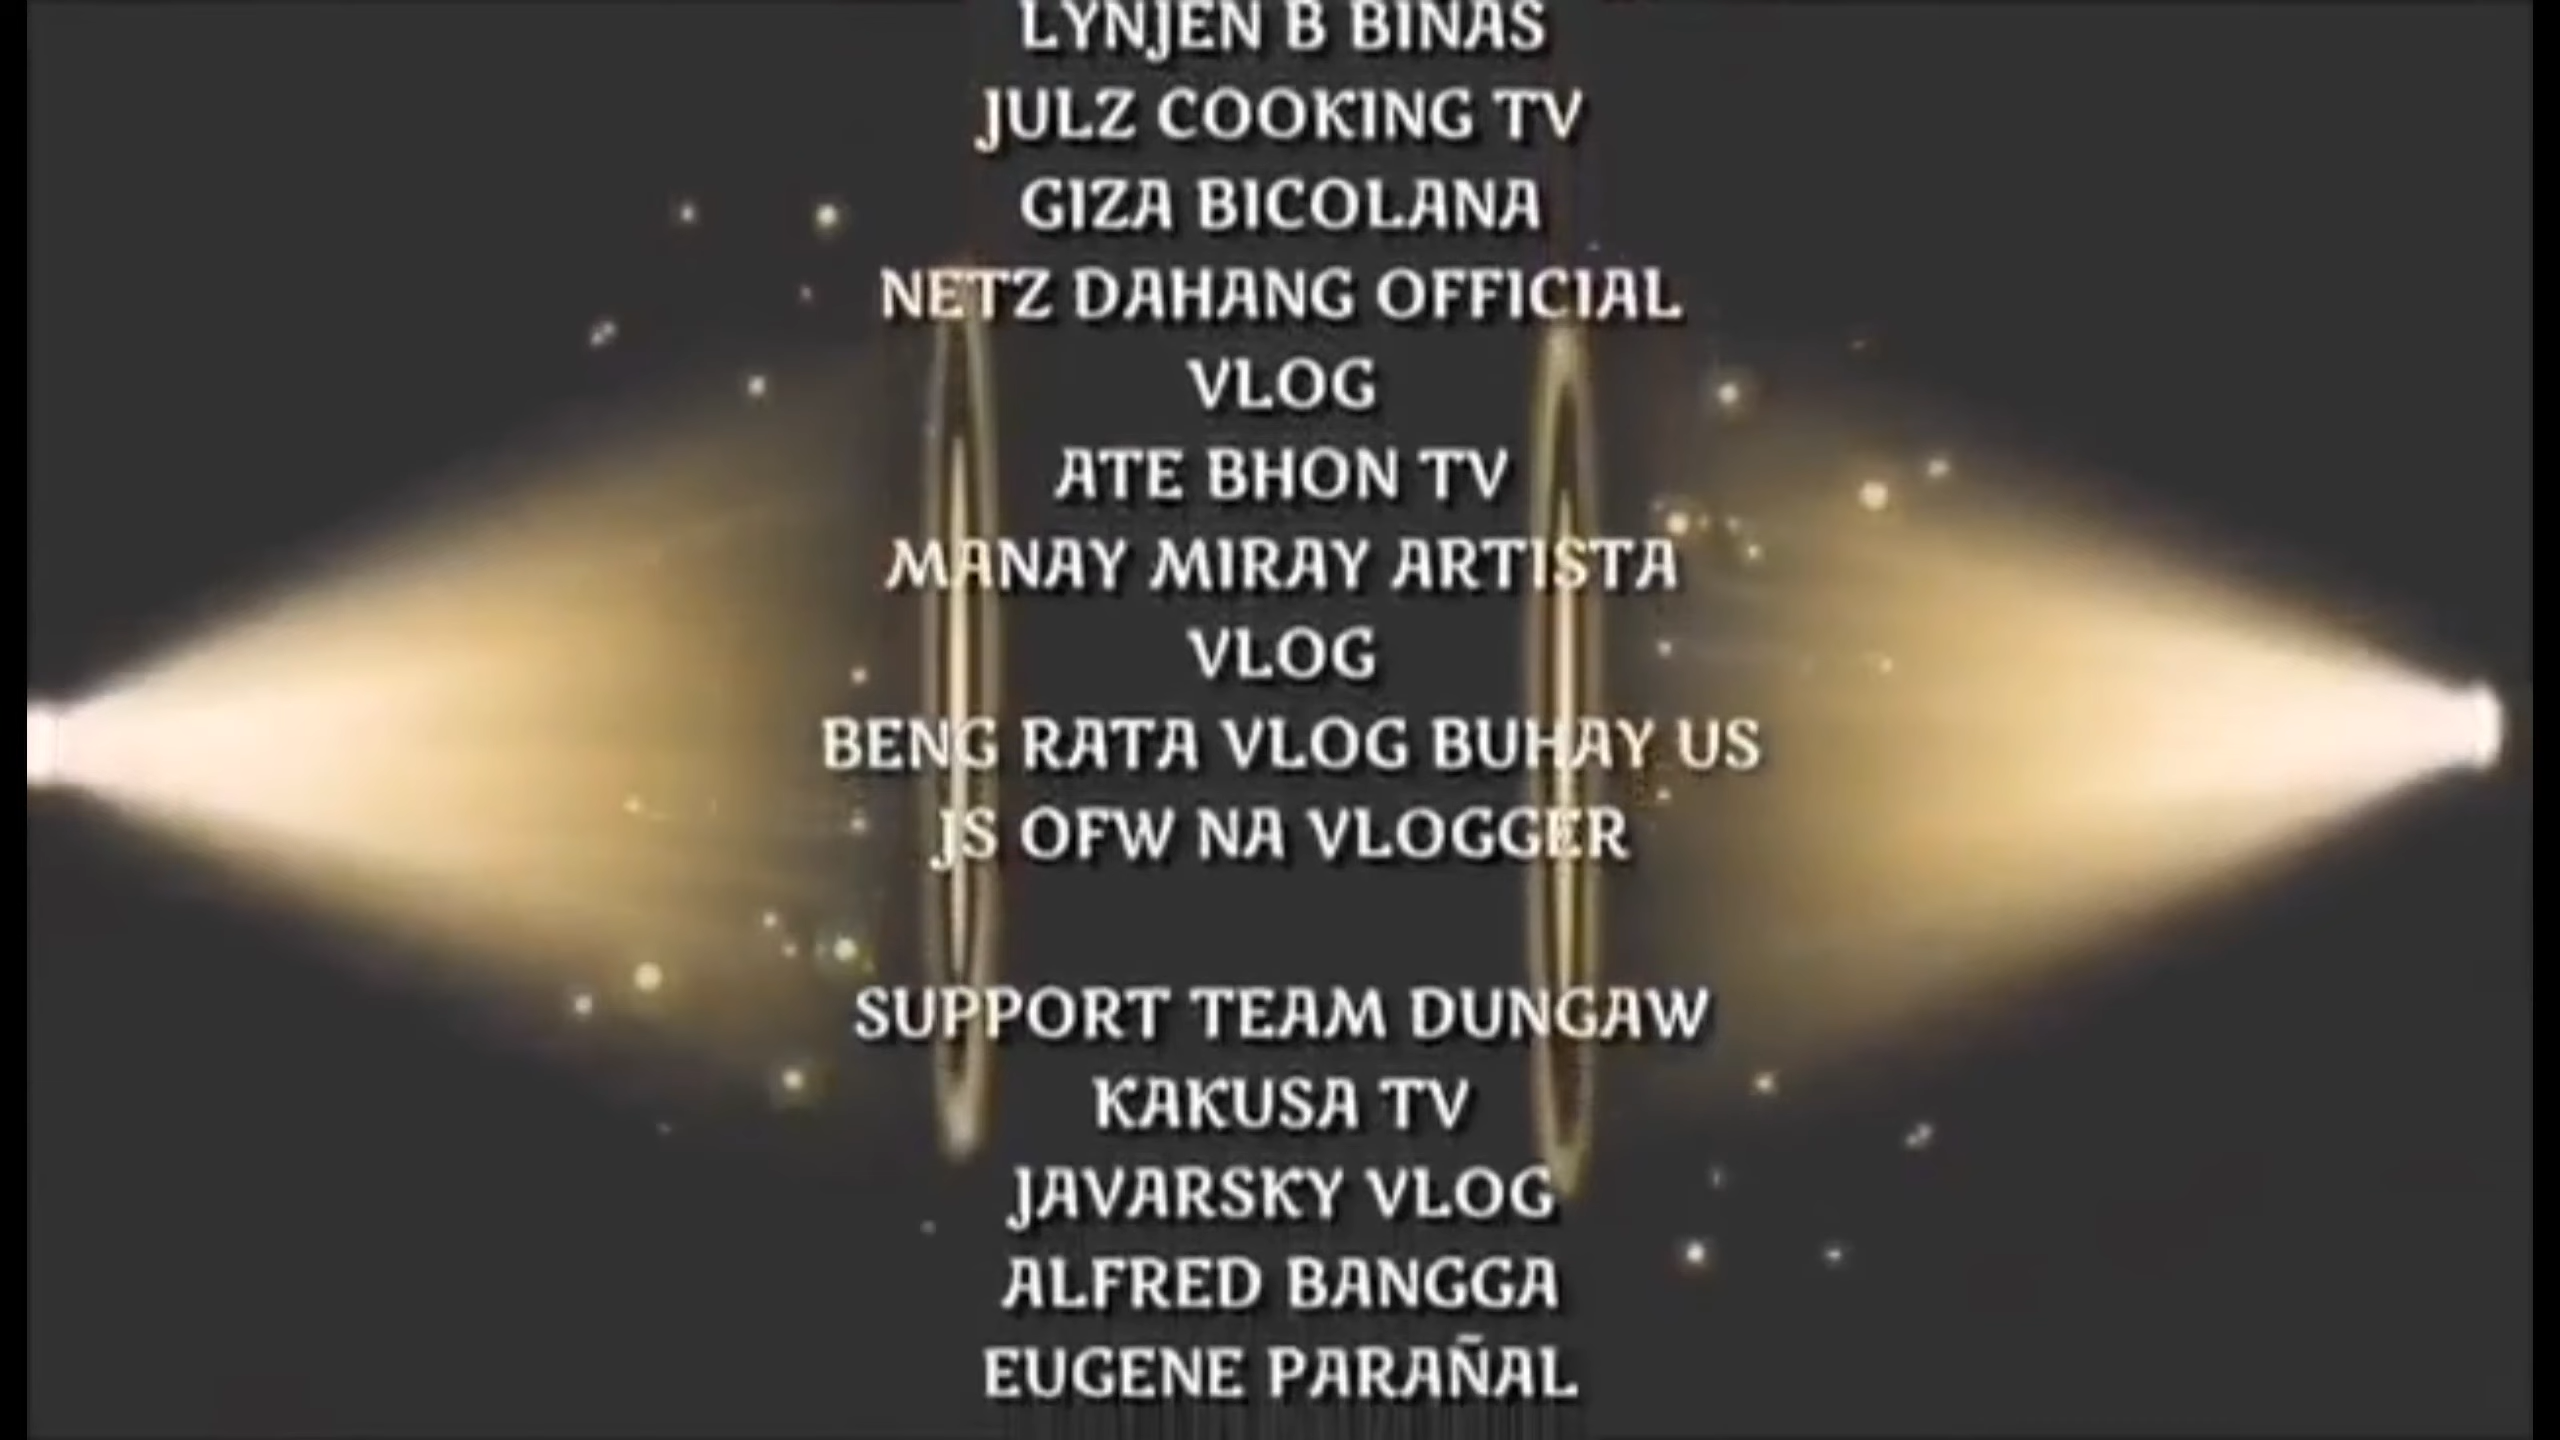 LYNJEN B BINAS
JULZ COOKING TV
GIZA BICOLANA
NETZ DAHANG OFFICIAL
VLOG
ATE BHON TV
MANAY MIRAY ARTISTA
VLOG
BENG RATA VLOG BUHAY US
JS OFW NA VLOGGER
SUPPORT TEAM DUNGAW
KAKUSA TV
JAVARSKY VLOG
ALFRED BANGGA
EUGENE PARAÑAL